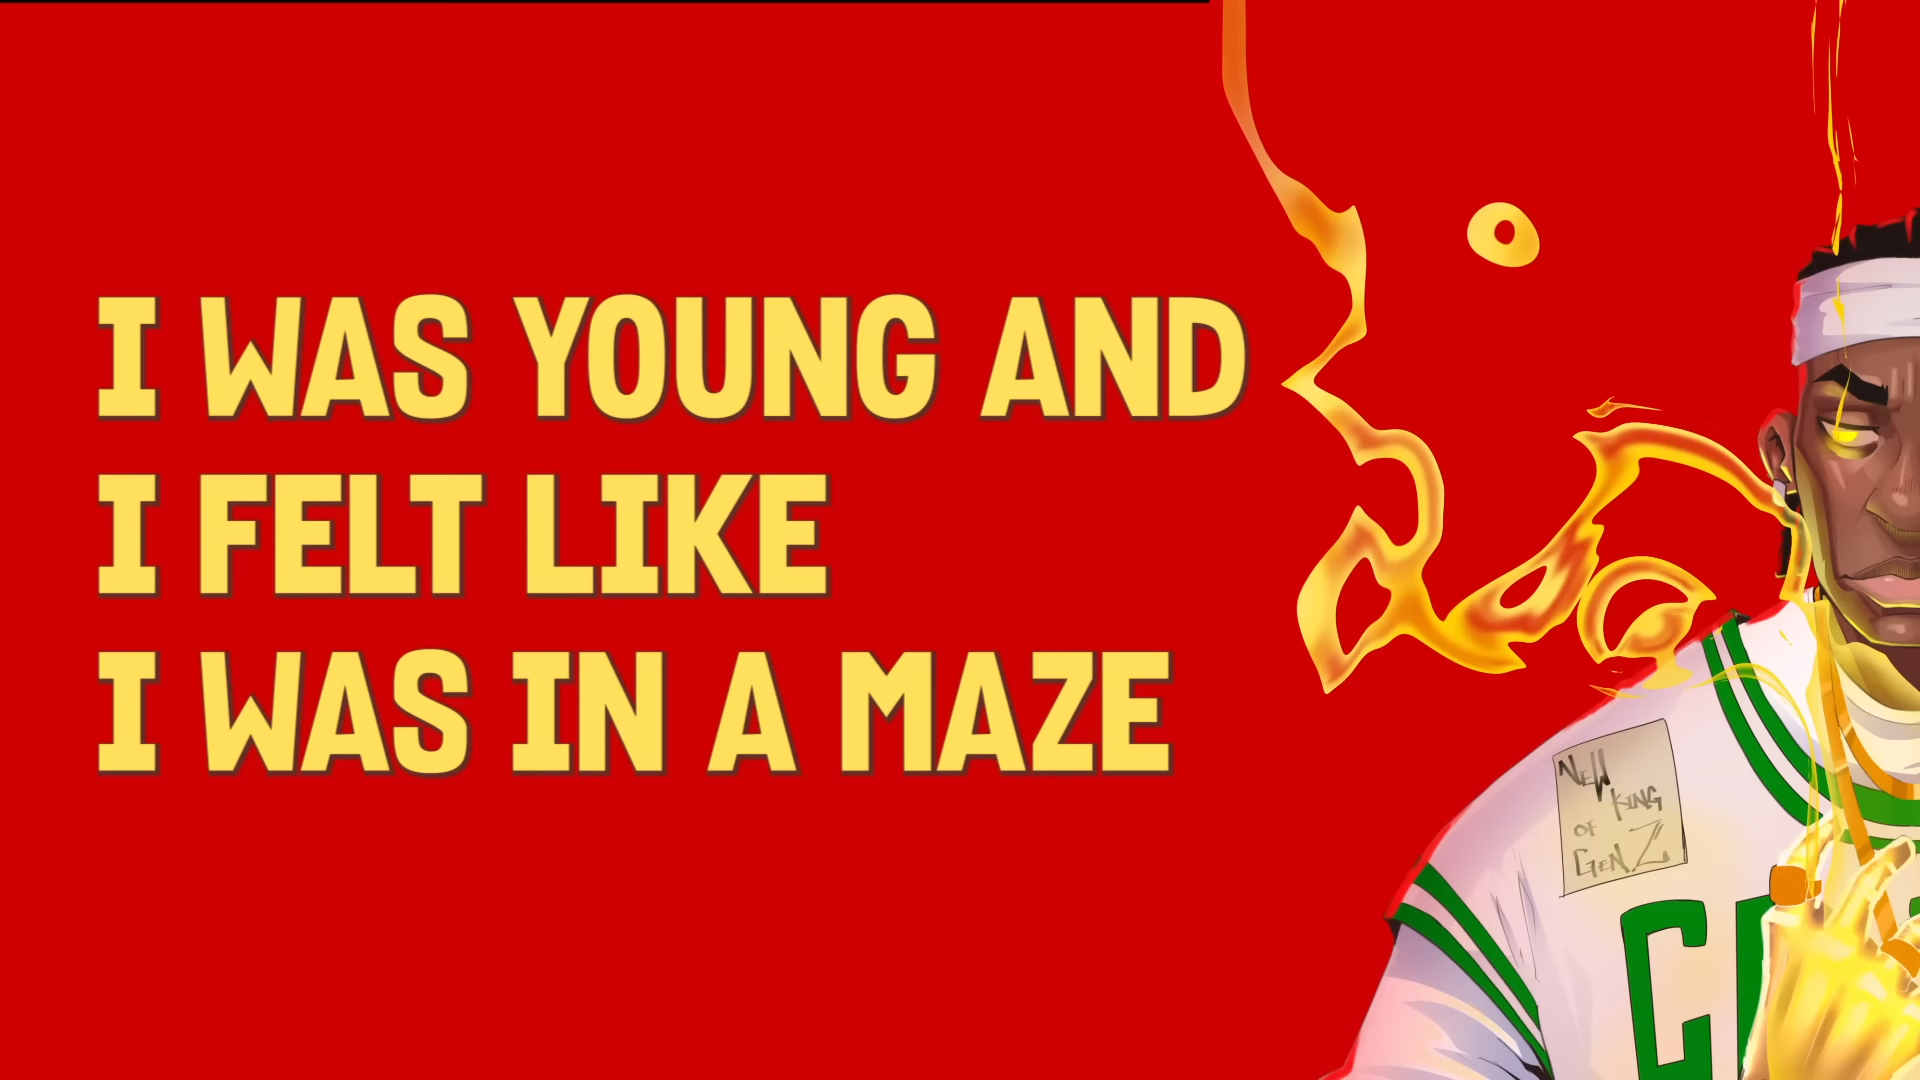 I WAS YOUNG AND
I FELT LIKE
I WAS IN A MAZE
NEW
KING
OF
GEN Z